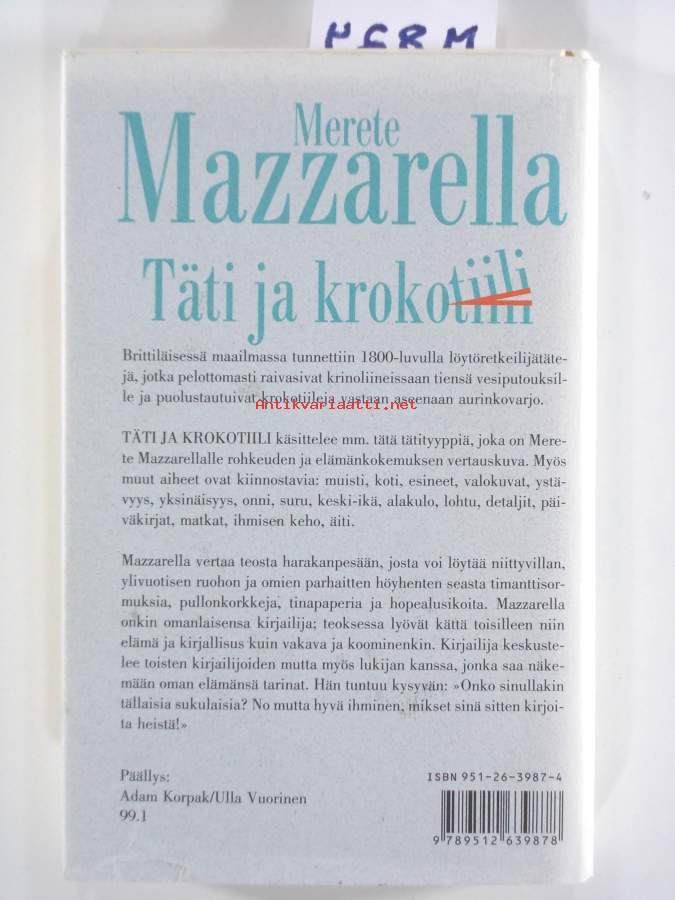 Merete
Mazzarella
Täti ja krokotiili
Brittiläisessä maailmassa tunnettiin 1800-luvulla löytöretkeilijätäte-
jä, jotka pelottomasti raivasivat krinoliineissaan tiensä vesiputouksil-
le ja puolustautuivat krokotiileja vastaan aseenaan aurinkovarjo.
Antikvariaatti.net
TÄTI JA KROKOTIILI käsittelee mm. tätä tätityyppiä, joka on Mere-
te Mazzarellalle rohkeuden ja elämänkokemuksen vertauskuva. Myös
muut aiheet ovat kiinnostavia: muisti, koti, esineet, valokuvat, ystä-
vyys, yksinäisyys, onni, suru, keski-ikä, alakulo, lohtu, detaljit, päi-
väkirjat, matkat, ihmisen keho, äiti.
Mazzarella vertaa teosta harakanpesään, josta voi löytää niittyvillan,
ylivuotisen ruohon ja omien parhaitten höyhenten seasta timanttisor-
muksia, pullonkorkkeja, tinapaperia ja hopealusikoita. Mazzarella
onkin omanlaisensa kirjailija; teoksessa lyövät kättä toisilleen niin
elämä ja kirjallisuus kuin vakava ja koominenkin. Kirjailija keskuste-
lee toisten kirjailijoiden mutta myös lukijan kanssa, jonka saa näke-
mään oman elämänsä tarinat. Hän tuntuu kysyvän: »Onko sinullakin
tällaisia sukulaisia? No mutta hyvä ihminen, mikset sinä sitten kirjoi-
ta heistä!»
Päällys:
Adam Korpak/Ulla Vuorinen
99.1
ISBN 951-26-3987-4
9 789512 639878